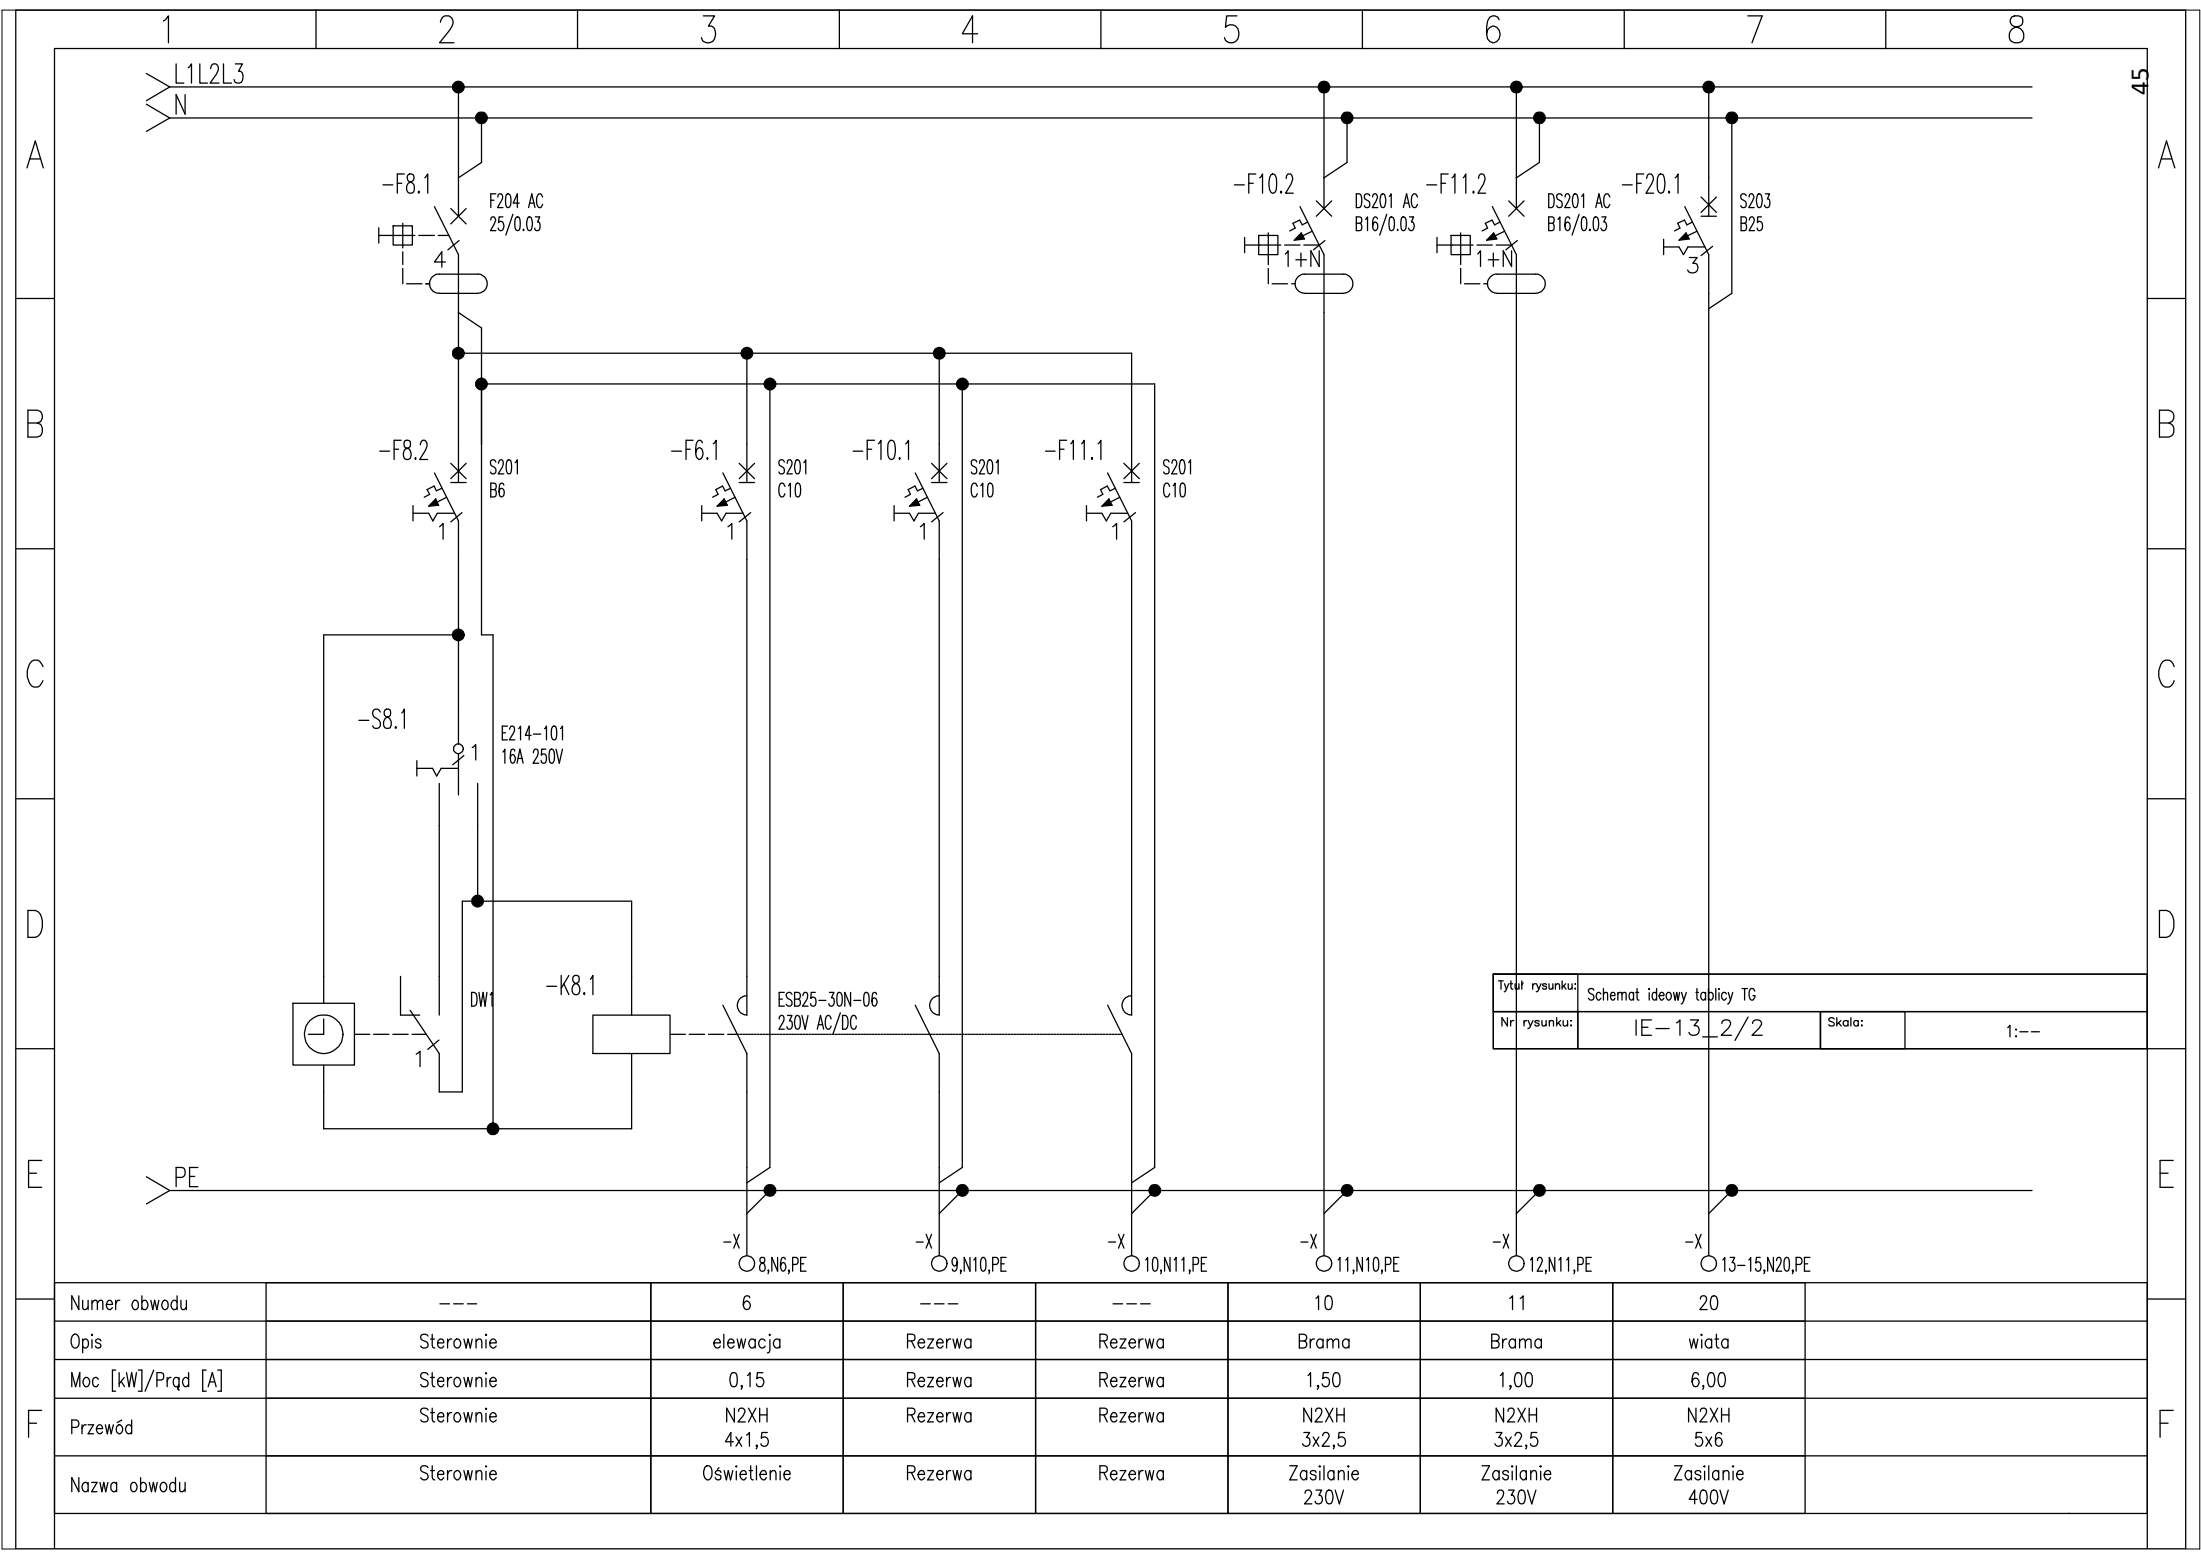 1 2 3 4 5 6 7 8
45
L1L2L3
N
A A
-F8.1
F204 AC
25/0.03
4
-F10.2
DS201 AC
B16/0.03
1+N
-F11.2
DS201 AC
B16/0.03
1+N
-F20.1
S203
B25
3
B B
-F8.2
S201
B6
1
-F6.1
S201
C10
1
-F10.1
S201
C10
1
-F11.1
S201
C10
1
C C
-S8.1
1
E214-101
16A 250V
D D
DW1
1
-K8.1
ESB25-30N-06
230V AC/DC
Tytuł rysunku: Schemat ideowy tablicy TG
Nr rysunku: IE-13_2/2 Skala: 1:--
E E
PE
-X -X -X -X -X -X
8,N6,PE 9,N10,PE 10,N11,PE 11,N10,PE 12,N11,PE 13-15,N20,PE
F F
Numer obwodu --- 6 --- --- 10 11 20
Opis Sterownie elewacja Rezerwa Rezerwa Brama Brama wiata
Moc [kW]/Prąd [A] Sterownie 0,15 Rezerwa Rezerwa 1,50 1,00 6,00
Przewód Sterownie N2XH Rezerwa Rezerwa N2XH N2XH N2XH
4x1,5 3x2,5 3x2,5 5x6
Nazwa obwodu Sterownie Oświetlenie Rezerwa Rezerwa Zasilanie Zasilanie Zasilanie
230V 230V 400V